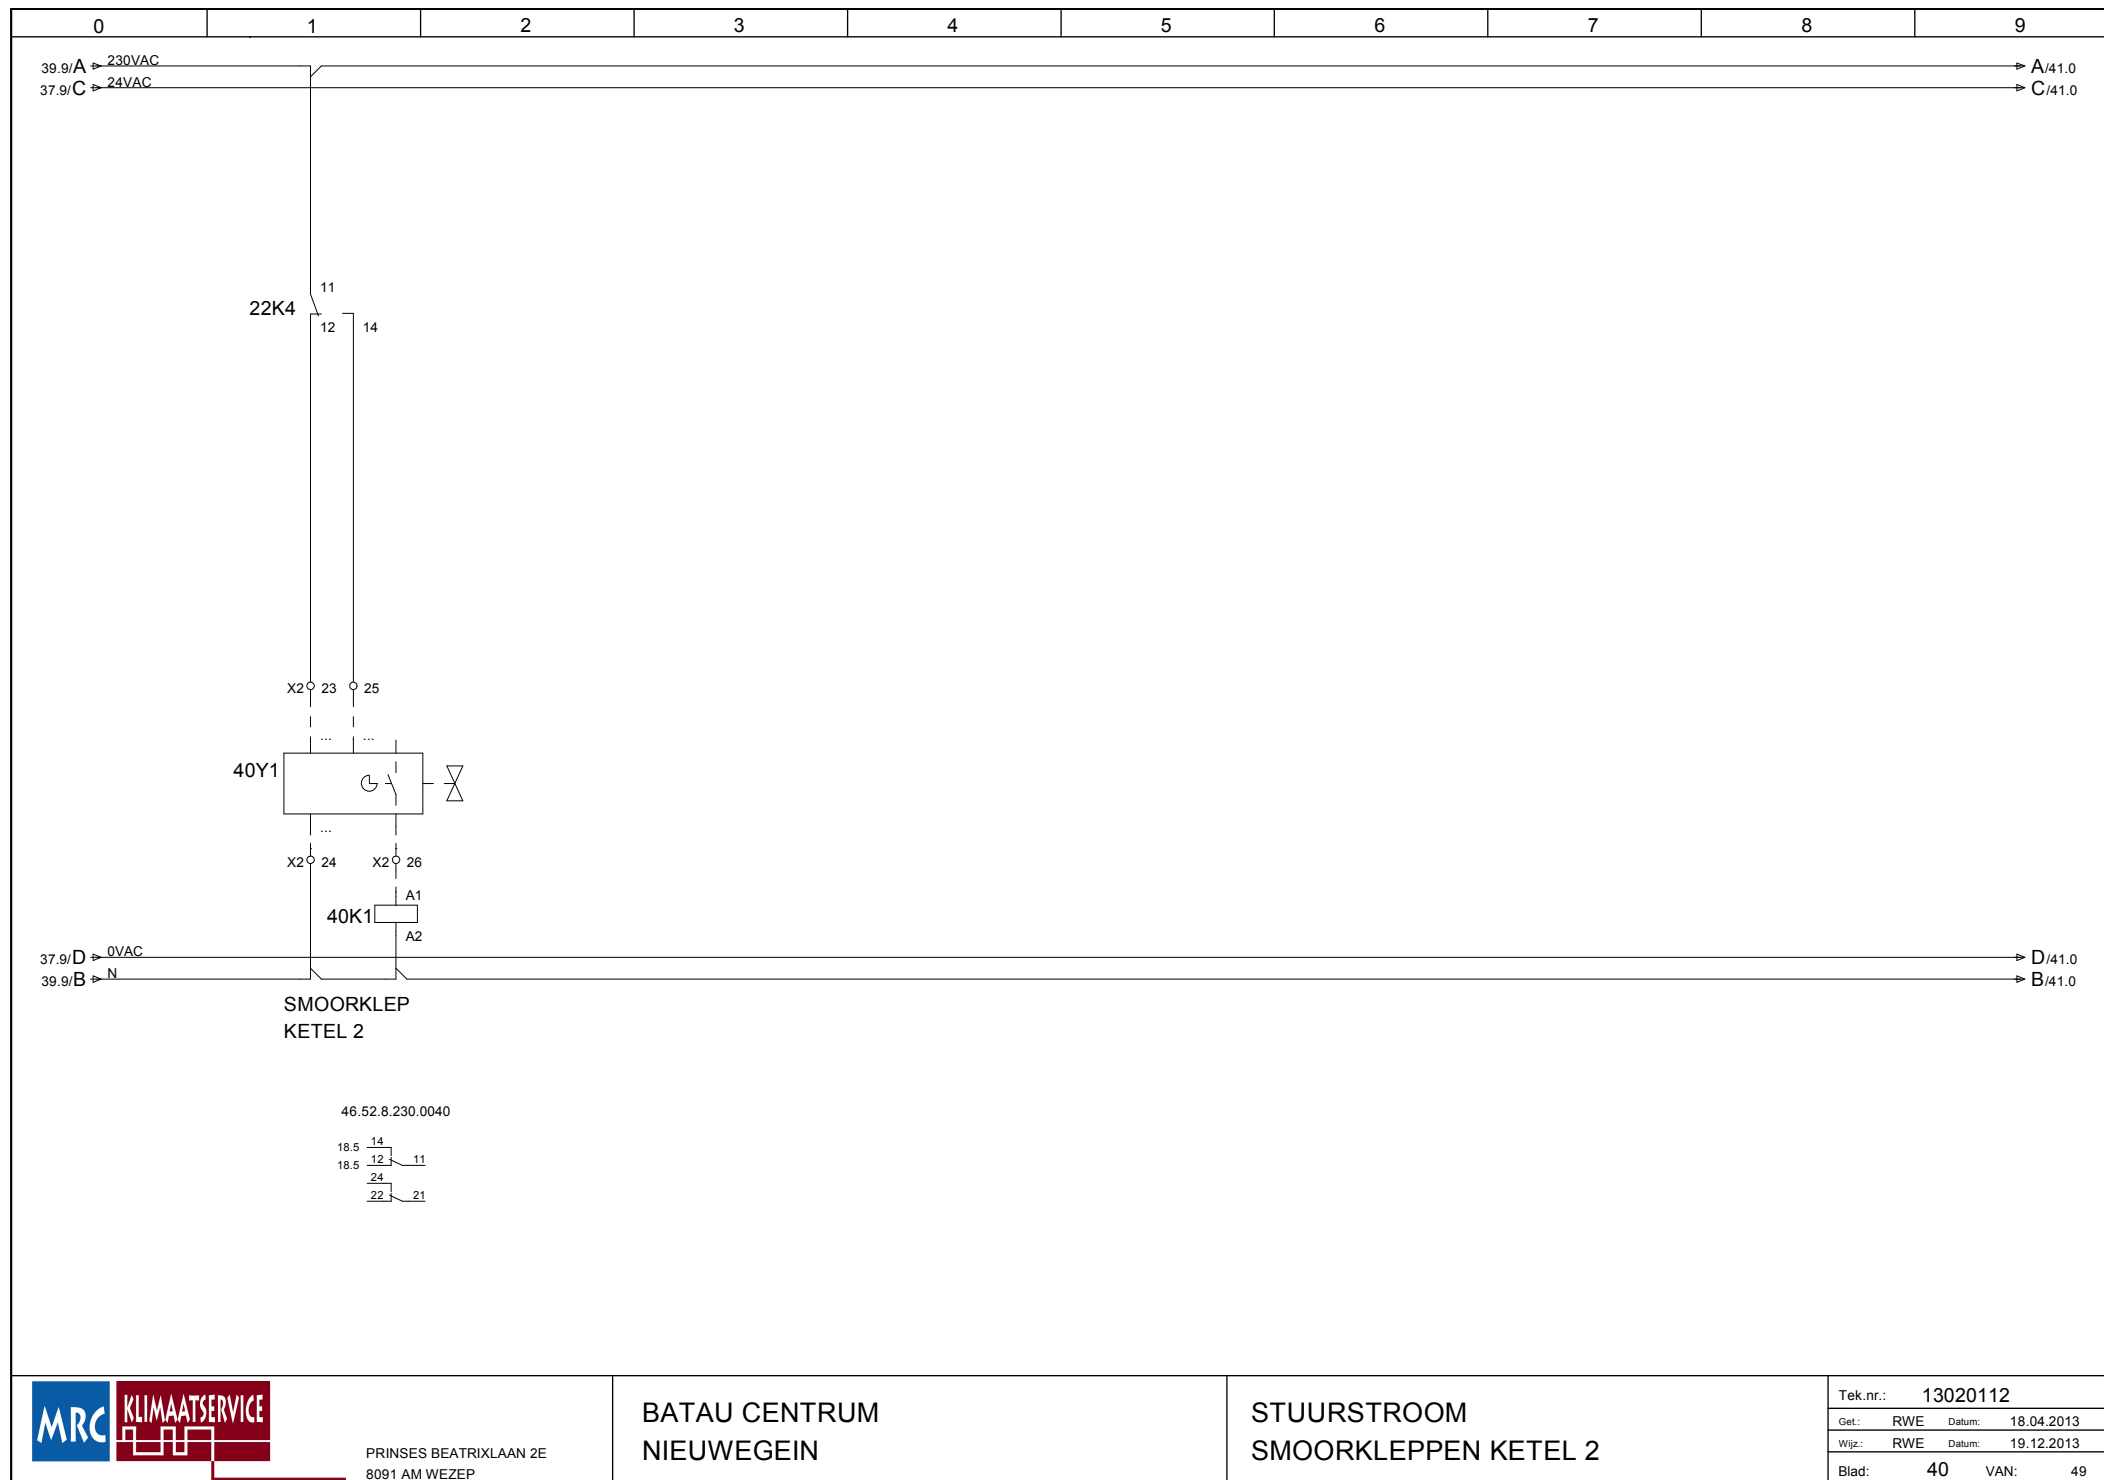 0 1 2 3 4 5 6 7 8 9
39.9/A 230VAC A/41.0
37.9/C 24VAC C/41.0
11
22K4
12 14
X2 23 25
... ...
40Y1
...
X2 24 X2 26
A1
40K1
A2
37.9/D 0VAC D/41.0
39.9/B N B/41.0
SMOORKLEP
KETEL 2
46.52.8.230.0040
18.5 14
18.5 12 11
24
22 21
MRC KLIMAATSERVICE
PRINSES BEATRIXLAAN 2E
8091 AM WEZEP
BATAU CENTRUM
NIEUWEGEIN
STUURSTROOM
SMOORKLEPPEN KETEL 2
Tek.nr.: 13020112
Get.: RWE Datum: 18.04.2013
Wijz.: RWE Datum: 19.12.2013
Blad: 40 VAN: 49